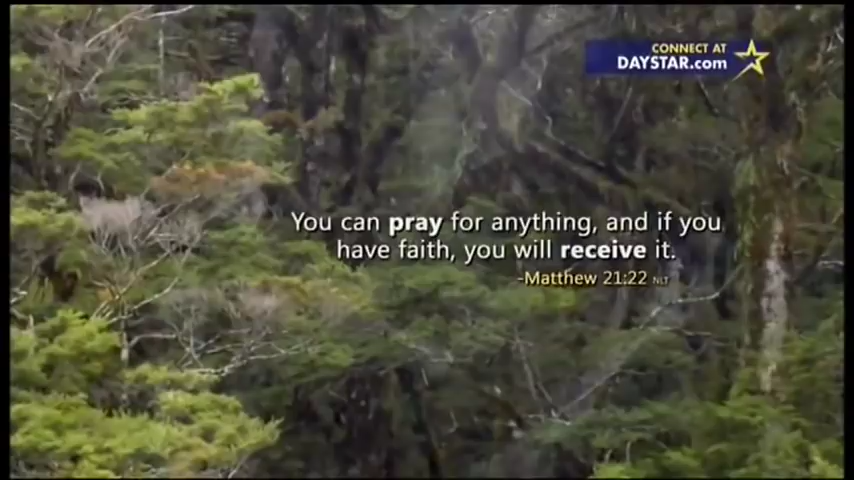 CONNECT AT
DAYSTAR.com
You can pray for anything, and if you
have faith, you will receive it.
-Matthew 21:22 NLT